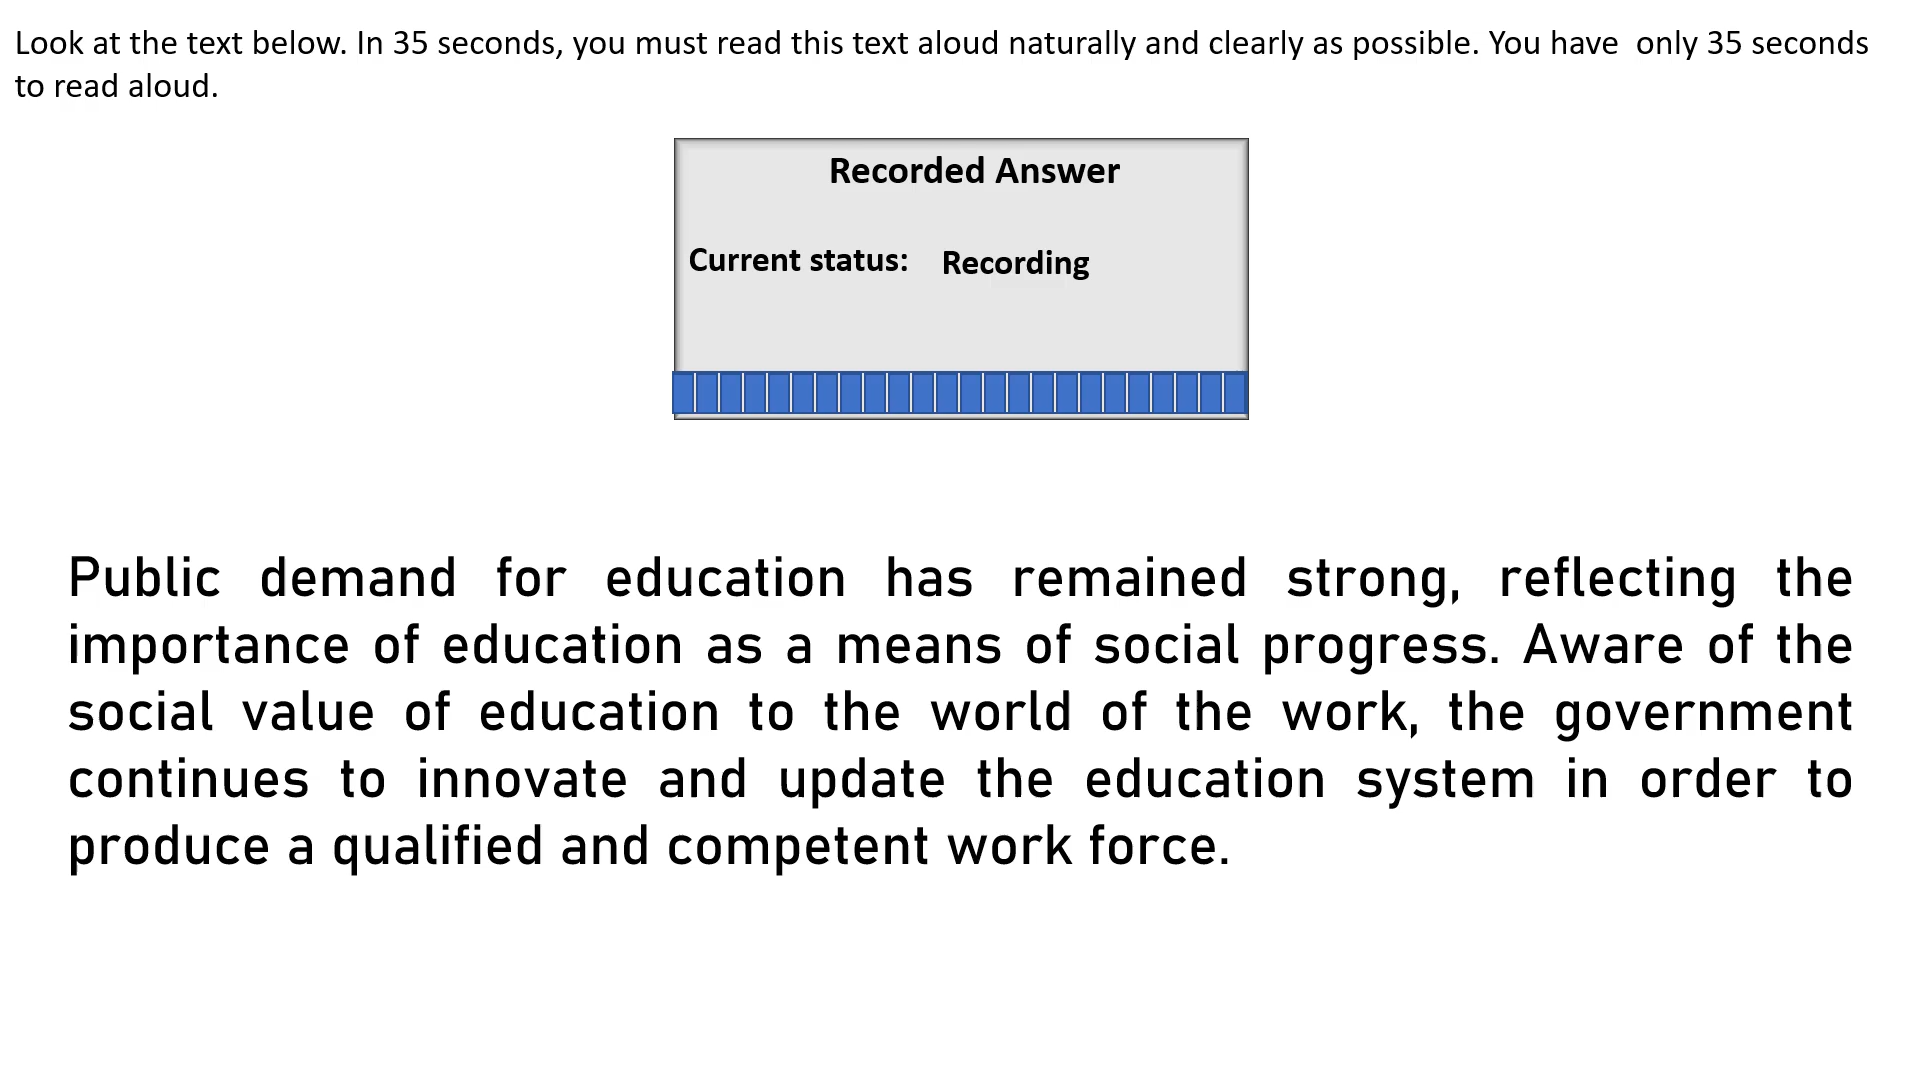 Look at the text below. In 35 seconds, you must read this text aloud naturally and clearly as possible. You have  only 35 seconds
to read aloud.
Recorded Answer
Current status: Recording
Public demand for education has remained strong, reflecting the
importance of education as a means of social progress. Aware of the
social value of education to the world of the work, the government
continues to innovate and update the education system in order to
produce a qualified and competent work force.